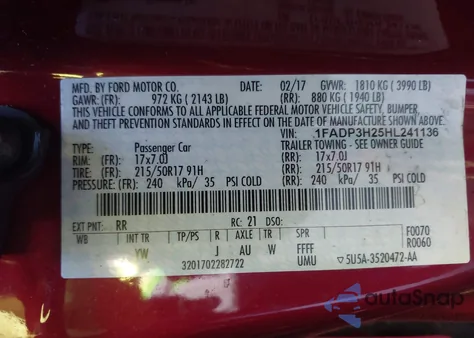 MFD. BY FORD MOTOR CO. DATE: 02/17 GVWR: 1810 KG ( 3990 LB)
GAWR: (FR): 972 KG ( 2143 LB) (RR): 880 KG ( 1940 LB)
THIS VEHICLE CONFORMS TO ALL APPLICABLE FEDERAL MOTOR VEHICLE SAFETY, BUMPER,
AND THEFT PREVENTION STANDARDS IN EFFECT ON THE DATE OF MANUFACTURE SHOWN ABOVE.
VIN: 1FADP3H25HL241136
TYPE: Passenger Car TRAILER TOWING - SEE OWNER GUIDE
RIM: (FR) 17x7.0J (RR): 17x7.0J
TIRE: (FR): 215/50R17 91H (RR): 215/50R17 91H
PRESSURE: (FR): 240 kPa/ 35 PSI COLD (RR): 240 kPa/ 35 PSI COLD
EXT PNT: RR RC: 21 DSO: F0070
WB INT TR TP/PS R AXLE TR SPR R0060
YW J AU W FFFF
3201702282722 UMU ▽5U5A-3520472-AA
autoSnap